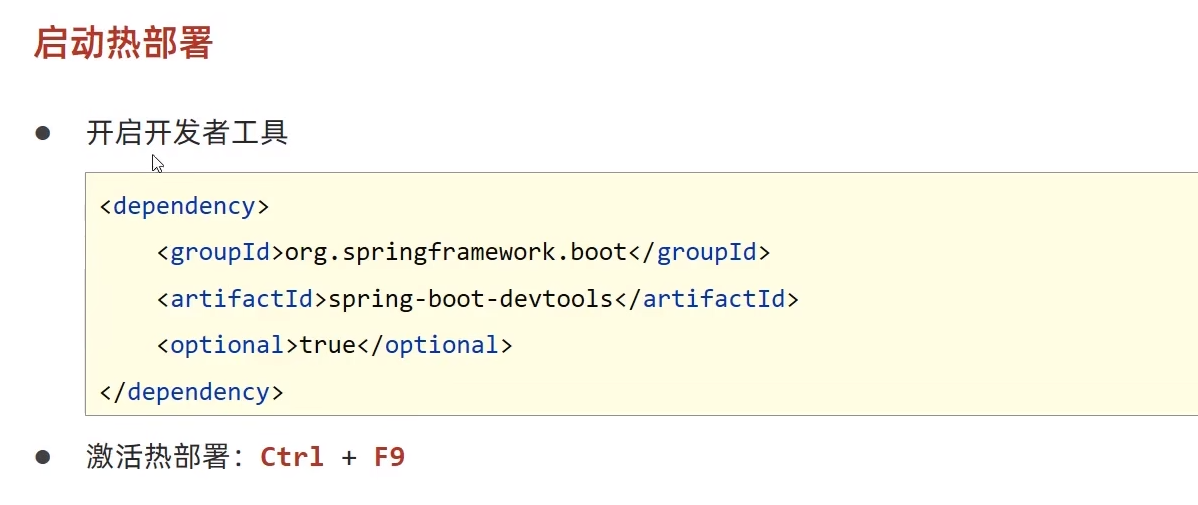 启动热部署
● 开启开发者工具
<dependency>
    <groupId>org.springframework.boot</groupId>
    <artifactId>spring-boot-devtools</artifactId>
    <optional>true</optional>
</dependency>
● 激活热部署：Ctrl + F9